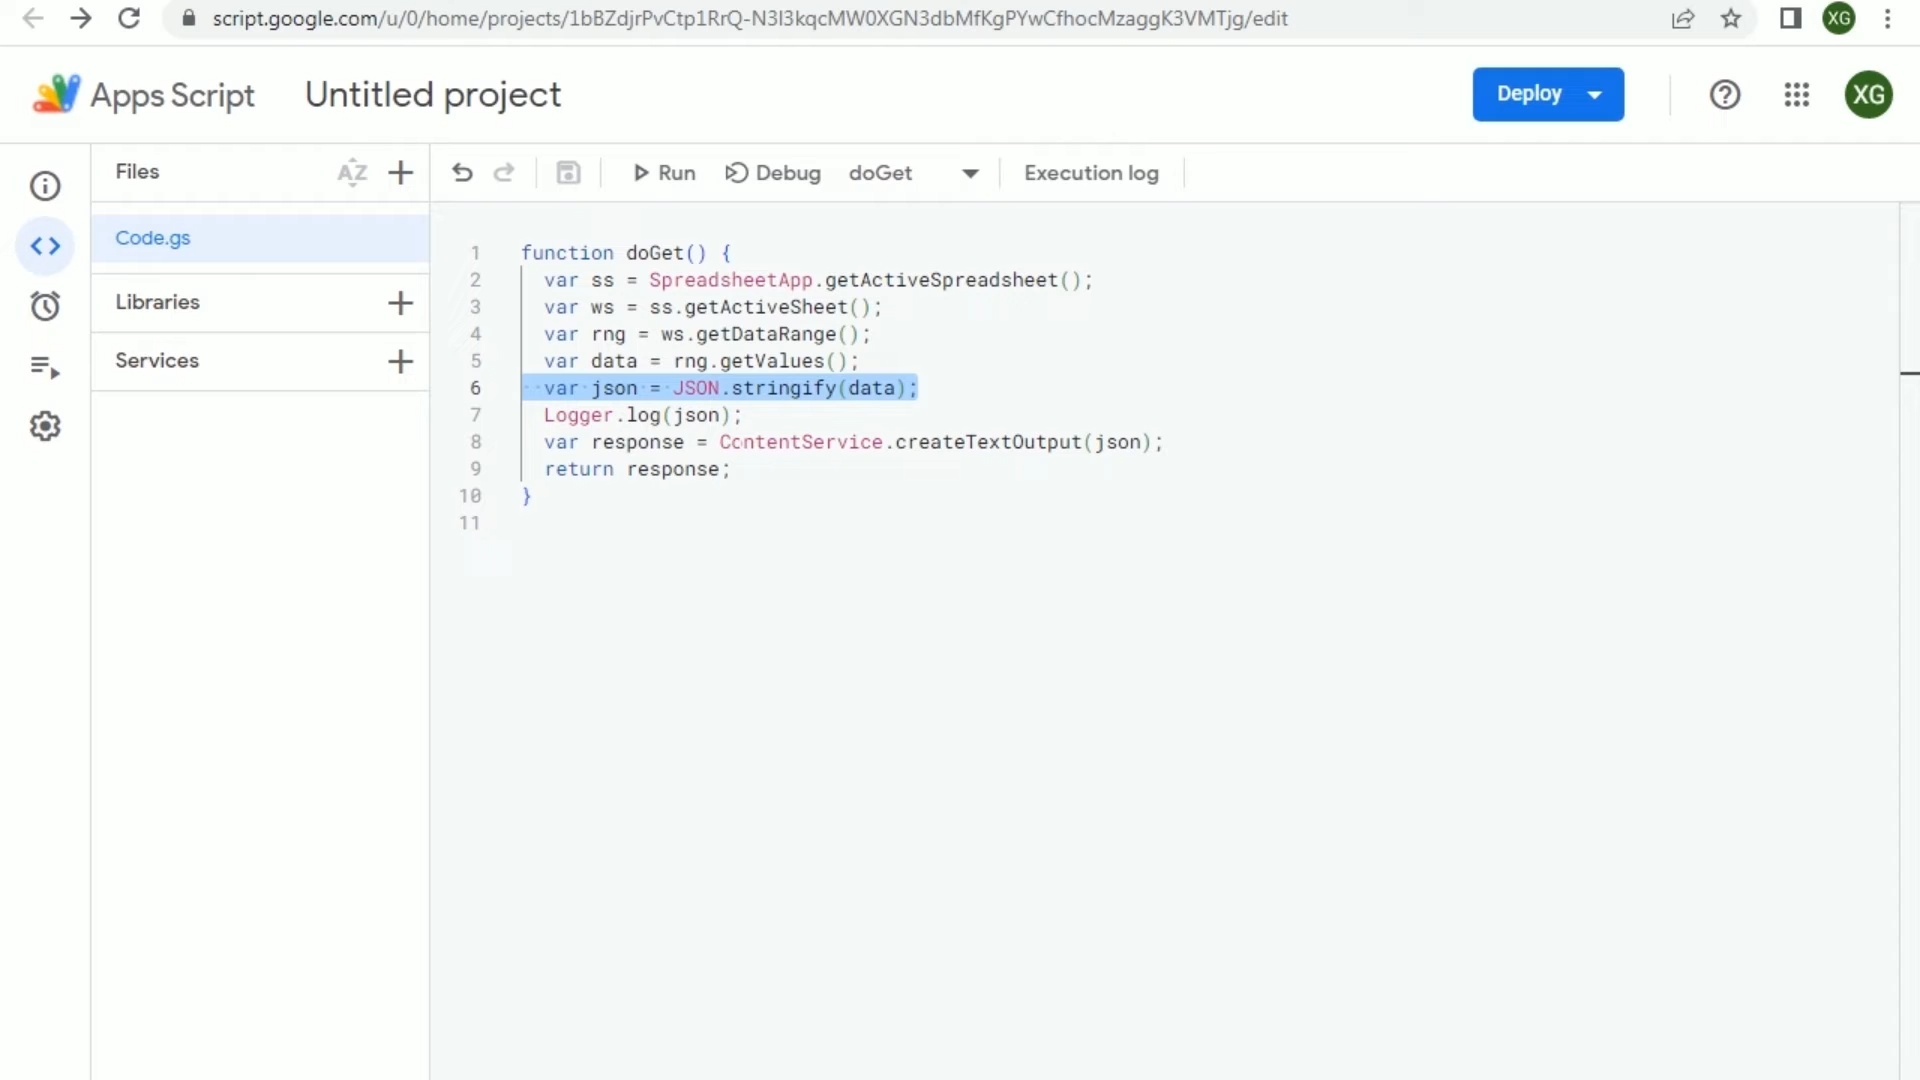 script.google.com/u/0/home/projects/1bBZdjrPvCtp1RrQ-N3I3kqcMW0XGN3dbMfKgPYwCfhocMzaggK3VMTjg/edit
XG
Apps Script
Untitled project
Deploy
XG
Files
AZ
Run
Debug
doGet
Execution log
Code.gs
Libraries
Services
1 function doGet() {
2 var ss = SpreadsheetApp.getActiveSpreadsheet();
3 var ws = ss.getActiveSheet();
4 var rng = ws.getDataRange();
5 var data = rng.getValues();
6 var json = JSON.stringify(data);
7 Logger.log(json);
8 var response = ContentService.createTextOutput(json);
9 return response;
10 }
11